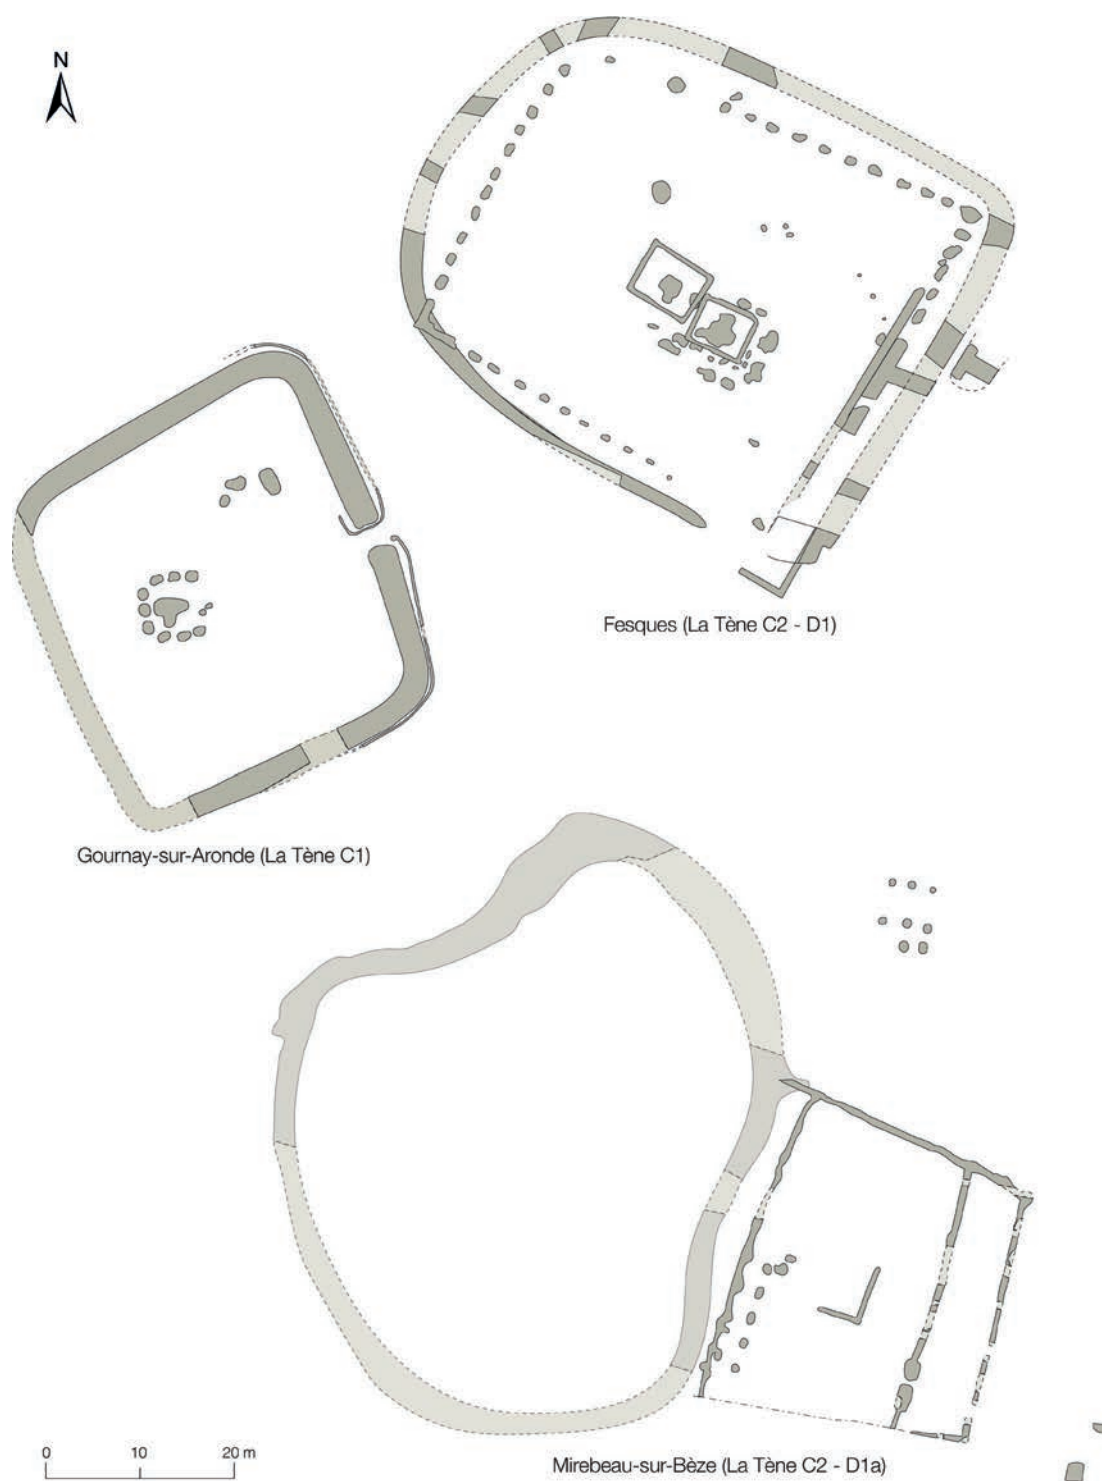 N
Fesques (La Tène C2 - D1)
Gournay-sur-Aronde (La Tène C1)
0 10 20 m
Mirebeau-sur-Bèze (La Tène C2 - D1a)